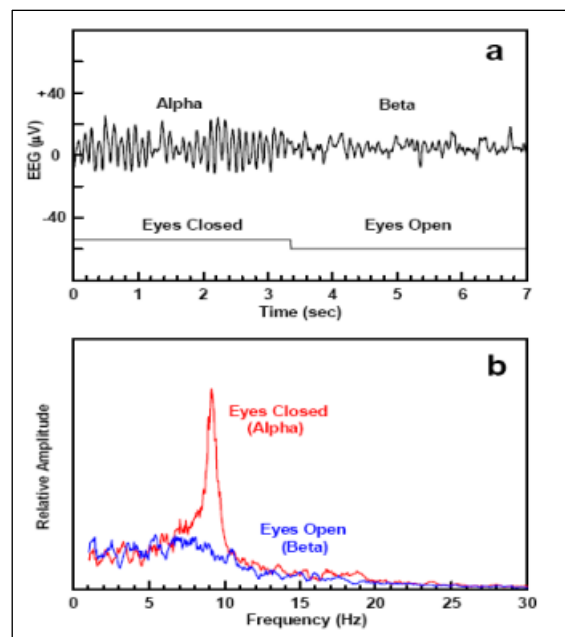 a
+40
0
-40
EEG (µV)
Alpha
Beta
Eyes Closed
Eyes Open
0 1 2 3 4 5 6 7
Time (sec)
b
Relative Amplitude
Eyes Closed
(Alpha)
Eyes Open
(Beta)
0 5 10 15 20 25 30
Frequency (Hz)